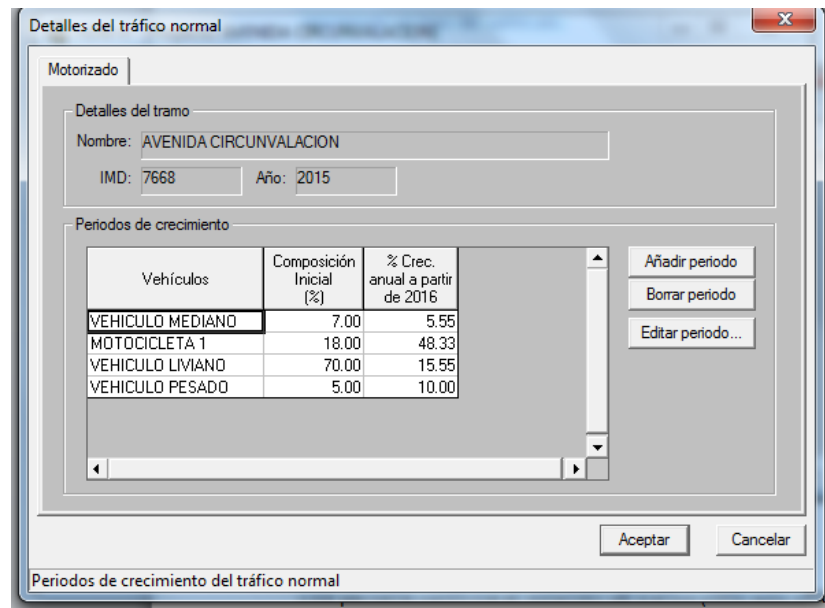 Detalles del tráfico normal
Motorizado
Detalles del tramo
Nombre: AVENIDA CIRCUNVALACION
IMD: 7668 Año: 2015
Periodos de crecimiento
Vehículos
Composición
Inicial
(%)
% Crec.
anual a partir
de 2016
VEHICULO MEDIANO 7.00 5.55
MOTOCICLETA 1 18.00 48.33
VEHICULO LIVIANO 70.00 15.55
VEHICULO PESADO 5.00 10.00
Añadir periodo
Borrar periodo
Editar periodo...
Aceptar Cancelar
Periodos de crecimiento del tráfico normal